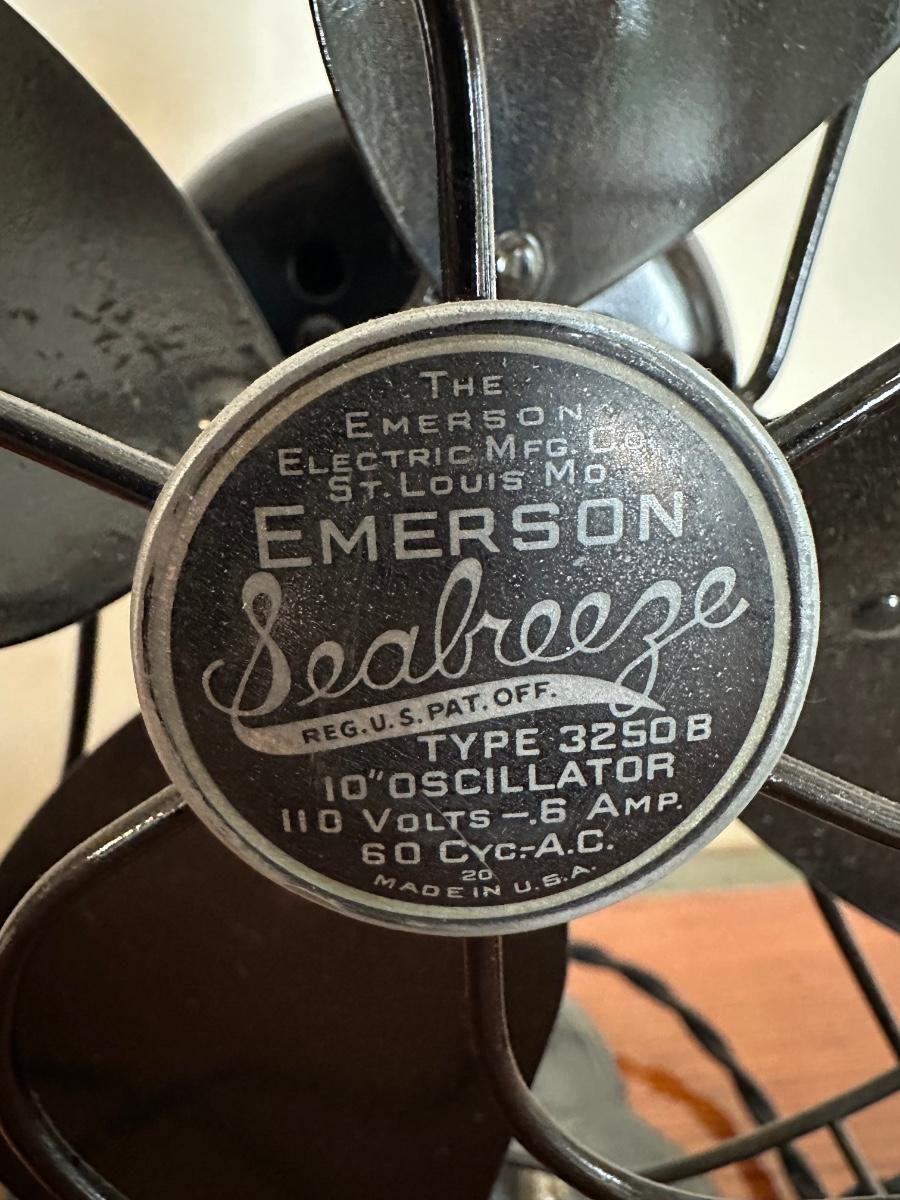 THE
EMERSON
ELECTRIC MFG. CO.
ST. LOUIS MO
EMERSON
Seabreeze
REG. U.S. PAT. OFF.
TYPE 3250B
10" OSCILLATOR
110 VOLTS - .6 AMP.
60 CYC.-A.C.
20
MADE IN U.S.A.